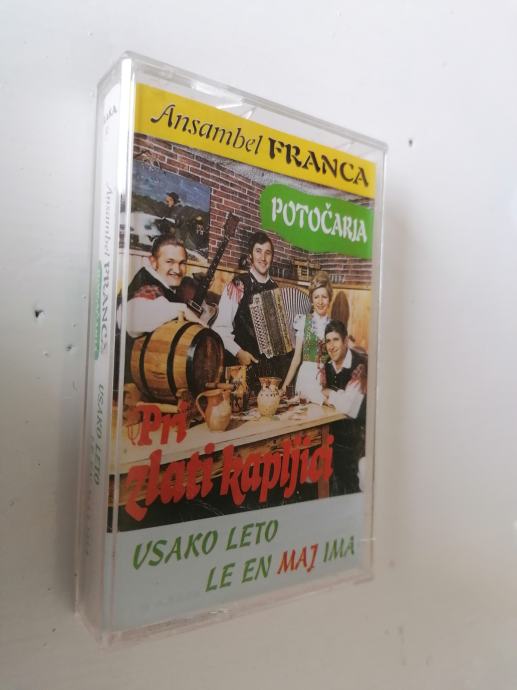 Ansambel FRANCA
POTOČARJA
Pri
zlati kapljici
USAKO LETO
LE EN MAJ IMA
Ansambel FRANCA
USAKO LETO